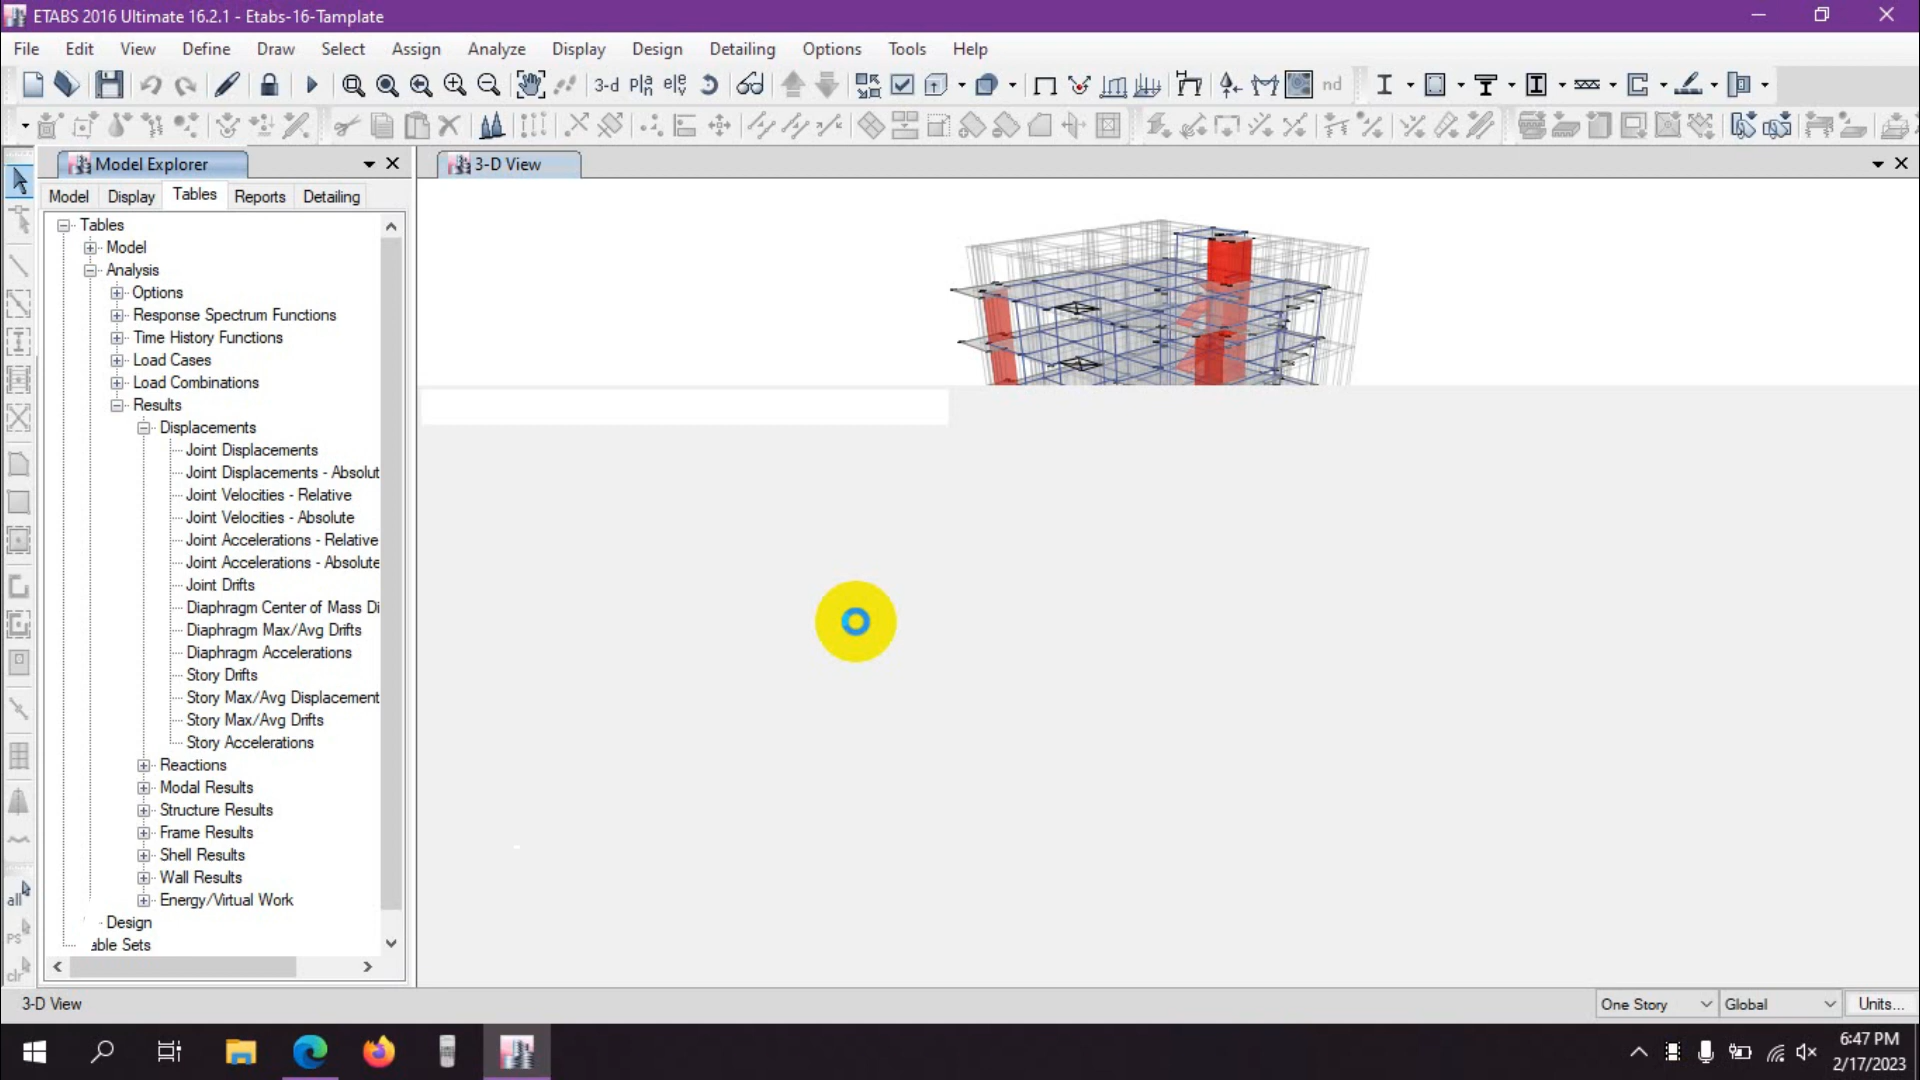 ETABS 2016 Ultimate 16.2.1 - Etabs-16-Tamplate
File Edit View Define Draw Select Assign Analyze Display Design Detailing Options Tools Help
3-d nd
Model Explorer
3-D View
Model Display Tables Reports Detailing
Tables
Model
Analysis
Options
Response Spectrum Functions
Time History Functions
Load Cases
Load Combinations
Results
Displacements
Joint Displacements
Joint Displacements - Absolut
Joint Velocities - Relative
Joint Velocities - Absolute
Joint Accelerations - Relative
Joint Accelerations - Absolute
Joint Drifts
Diaphragm Center of Mass Di
Diaphragm Max/Avg Drifts
Diaphragm Accelerations
Story Drifts
Story Max/Avg Displacement
Story Max/Avg Drifts
Story Accelerations
Reactions
Modal Results
Structure Results
Frame Results
Shell Results
Wall Results
Energy/Virtual Work
Design
able Sets
all
PS
clr
3-D View
One Story Global Units...
6:47 PM
2/17/2023